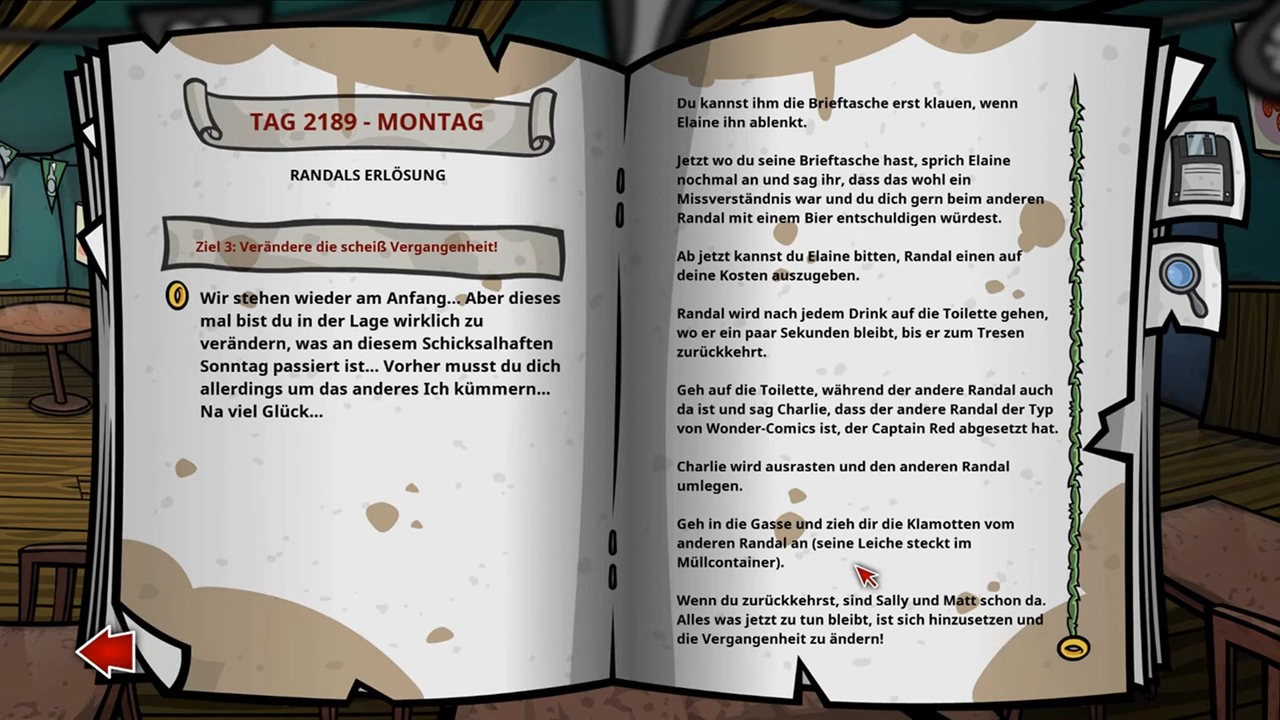 TAG 2189 - MONTAG
RANDALS ERLÖSUNG
Ziel 3: Verändere die scheiß Vergangenheit!
Wir stehen wieder am Anfang... Aber dieses
mal bist du in der Lage wirklich zu
verändern, was an diesem Schicksalhaften
Sonntag passiert ist... Vorher musst du dich
allerdings um das anderes Ich kümmern...
Na viel Glück...
Du kannst ihm die Brieftasche erst klauen, wenn
Elaine ihn ablenkt.
Jetzt wo du seine Brieftasche hast, sprich Elaine
nochmal an und sag ihr, dass das wohl ein
Missverständnis war und du dich gern beim anderen
Randal mit einem Bier entschuldigen würdest.
Ab jetzt kannst du Elaine bitten, Randal einen auf
deine Kosten auszugeben.
Randal wird nach jedem Drink auf die Toilette gehen,
wo er ein paar Sekunden bleibt, bis er zum Tresen
zurückkehrt.
Geh auf die Toilette, während der andere Randal auch
da ist und sag Charlie, dass der andere Randal der Typ
von Wonder-Comics ist, der Captain Red abgesetzt hat.
Charlie wird ausrasten und den anderen Randal
umlegen.
Geh in die Gasse und zieh dir die Klamotten vom
anderen Randal an (seine Leiche steckt im
Müllcontainer).
Wenn du zurückkehrst, sind Sally und Matt schon da.
Alles was jetzt zu tun bleibt, ist sich hinzusetzen und
die Vergangenheit zu ändern!